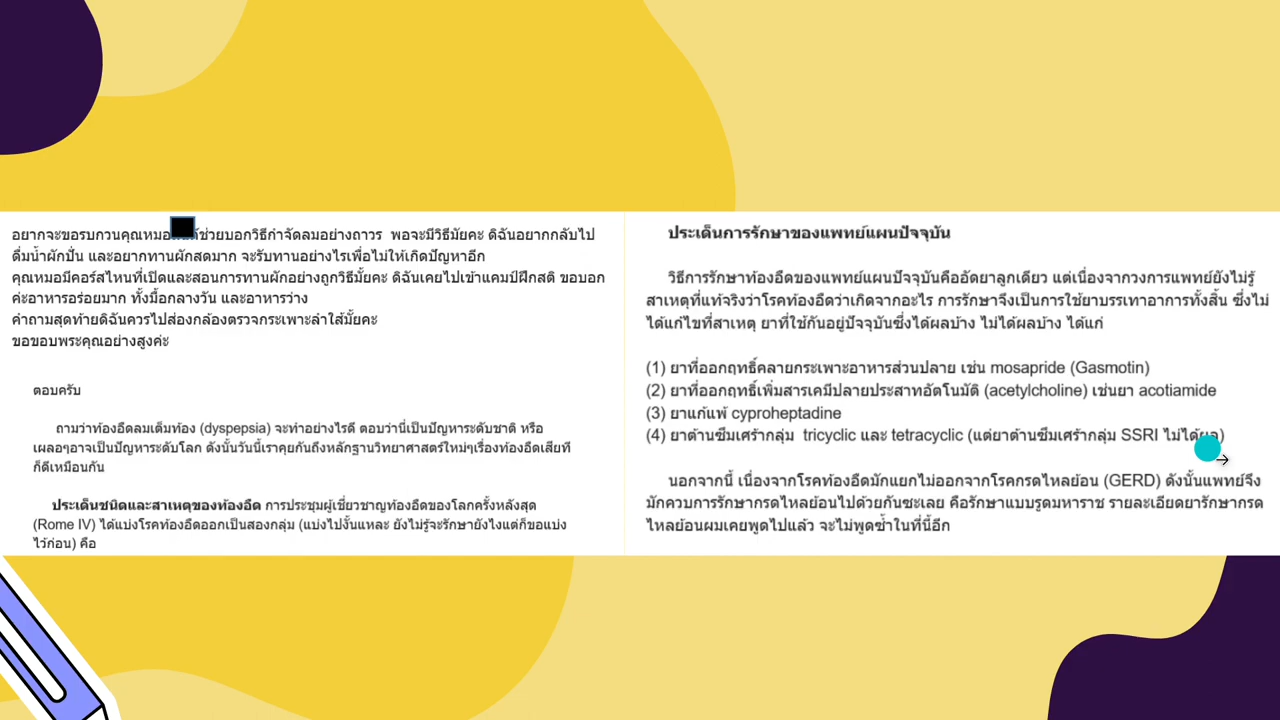 อยากจะขอรบกวนคุณหมอ ช่วยบอกวิธีกำจัดลมอย่างถาวร พอจะมีวิธีมัยคะ ดิฉันอยากกลับไป
ดื่มน้ำผักปั่น และอยากทานผักสดมาก จะรับทานอย่างไรเพื่อไม่ให้เกิดปัญหาอีก
คุณหมอมีคอร์สไหนที่เปิดและสอนการทานผักอย่างถูกวิธีมั้ยคะ ดิฉันเคยไปเข้าแคมป์ฝึกสติ ขอบอก
ค่ะอาหารอร่อยมาก ทั้งมื้อกลางวัน และอาหารว่าง
คำถามสุดท้ายดิฉันควรไปส่องกล้องตรวจกระเพาะลำใส้มั้ยคะ
ขอขอบพระคุณอย่างสูงค่ะ
ตอบครับ
ถามว่าท้องอืดลมเต็มท้อง (dyspepsia) จะทำอย่างไรดี ตอบว่านี่เป็นปัญหาระดับชาติ หรือ
เผลอๆอาจเป็นปัญหาระดับโลก ดังนั้นวันนี้เราคุยกันถึงหลักฐานวิทยาศาสตร์ใหม่ๆเรื่องท้องอืดเสียที
ก็ดีเหมือนกัน
ประเด็นชนิดและสาเหตุของท้องอืด การประชุมผู้เชี่ยวชาญท้องอืดของโลกครั้งหลังสุด
(Rome IV) ได้แบ่งโรคท้องอืดออกเป็นสองกลุ่ม (แบ่งไปงั้นแหละ ยังไม่รู้จะรักษายังไงแต่ก็ขอแบ่ง
ไว้ก่อน) คือ
ประเด็นการรักษาของแพทย์แผนปัจจุบัน
วิธีการรักษาท้องอืดของแพทย์แผนปัจจุบันคืออัดยาลูกเดียว แต่เนื่องจากวงการแพทย์ยังไม่รู้
สาเหตุที่แท้จริงว่าโรคท้องอืดว่าเกิดจากอะไร การรักษาจึงเป็นการใช้ยาบรรเทาอาการทั้งสิ้น ซึ่งไม่
ได้แก้ไขที่สาเหตุ ยาที่ใช้กันอยู่ปัจจุบันซึ่งได้ผลบ้าง ไม่ได้ผลบ้าง ได้แก่
(1) ยาที่ออกฤทธิ์คลายกระเพาะอาหารส่วนปลาย เช่น mosapride (Gasmotin)
(2) ยาที่ออกฤทธิ์เพิ่มสารเคมีปลายประสาทอัตโนมัติ (acetylcholine) เช่นยา acotiamide
(3) ยาแก้แพ้ cyproheptadine
(4) ยาต้านซึมเศร้ากลุ่ม tricyclic และ tetracyclic (แต่ยาต้านซึมเศร้ากลุ่ม SSRI ไม่ได้ผล)
นอกจากนี้ เนื่องจากโรคท้องอืดมักแยกไม่ออกจากโรคกรดไหลย้อน (GERD) ดังนั้นแพทย์จึง
มักควบการรักษากรดไหลย้อนไปด้วยกันซะเลย คือรักษาแบบรูดมหาราช รายละเอียดยารักษากรด
ไหลย้อนผมเคยพูดไปแล้ว จะไม่พูดซ้ำในที่นี้อีก